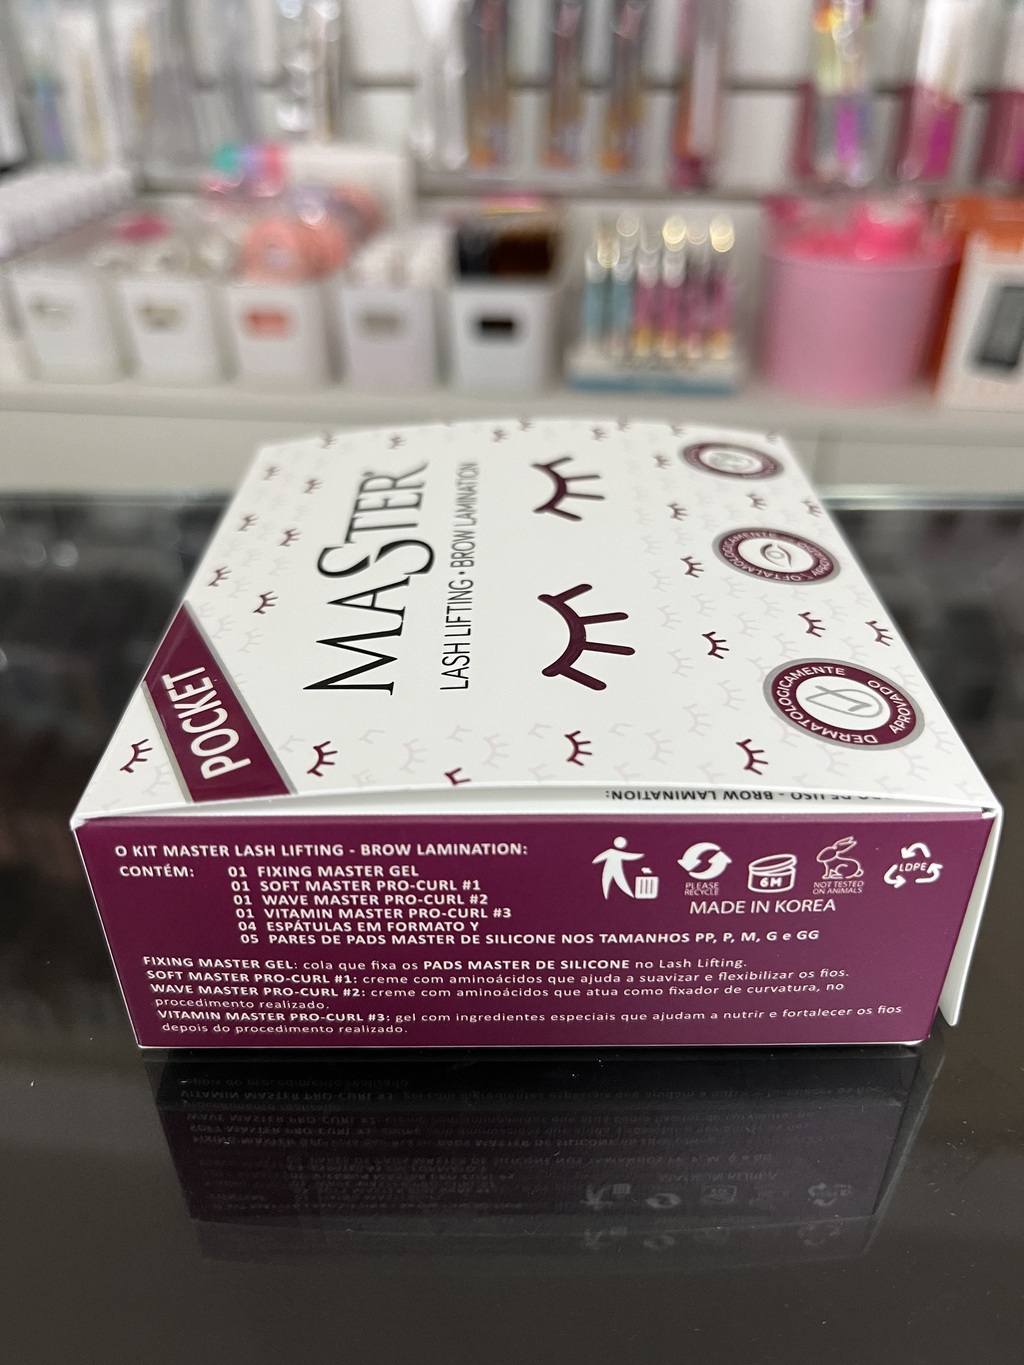 MASTER
LASH LIFTING • BROW LAMINATION
POCKET
OFTALMOLOGICAMENTE
DERMATOLOGICAMENTE APROVADO
DE USO - BROW LAMINATION:
O KIT MASTER LASH LIFTING - BROW LAMINATION:
CONTÉM: 01 FIXING MASTER GEL
01 SOFT MASTER PRO-CURL #1
01 WAVE MASTER PRO-CURL #2
01 VITAMIN MASTER PRO-CURL #3
04 ESPÁTULAS EM FORMATO Y
05 PARES DE PADS MASTER DE SILICONE NOS TAMANHOS PP, P, M, G e GG
PLEASE
RECYCLE
6M
NOT TESTED
ON ANIMALS
LDPE
MADE IN KOREA
FIXING MASTER GEL: cola que fixa os PADS MASTER DE SILICONE no Lash Lifting.
SOFT MASTER PRO-CURL #1: creme com aminoácidos que ajuda a suavizar e flexibilizar os fios.
WAVE MASTER PRO-CURL #2: creme com aminoácidos que atua como fixador de curvatura, no
procedimento realizado.
VITAMIN MASTER PRO-CURL #3: gel com ingredientes especiais que ajudam a nutrir e fortalecer os fios
depois do procedimento realizado.